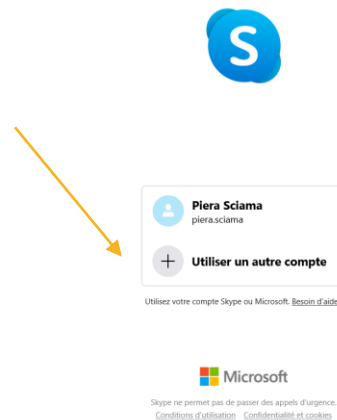 S
Piera Sciama
piera.sciama
+ Utiliser un autre compte
Utilisez votre compte Skype ou Microsoft. Besoin d'aide
Microsoft
Skype ne permet pas de passer des appels d'urgence.
Conditions d'utilisation Confidentialité et cookies